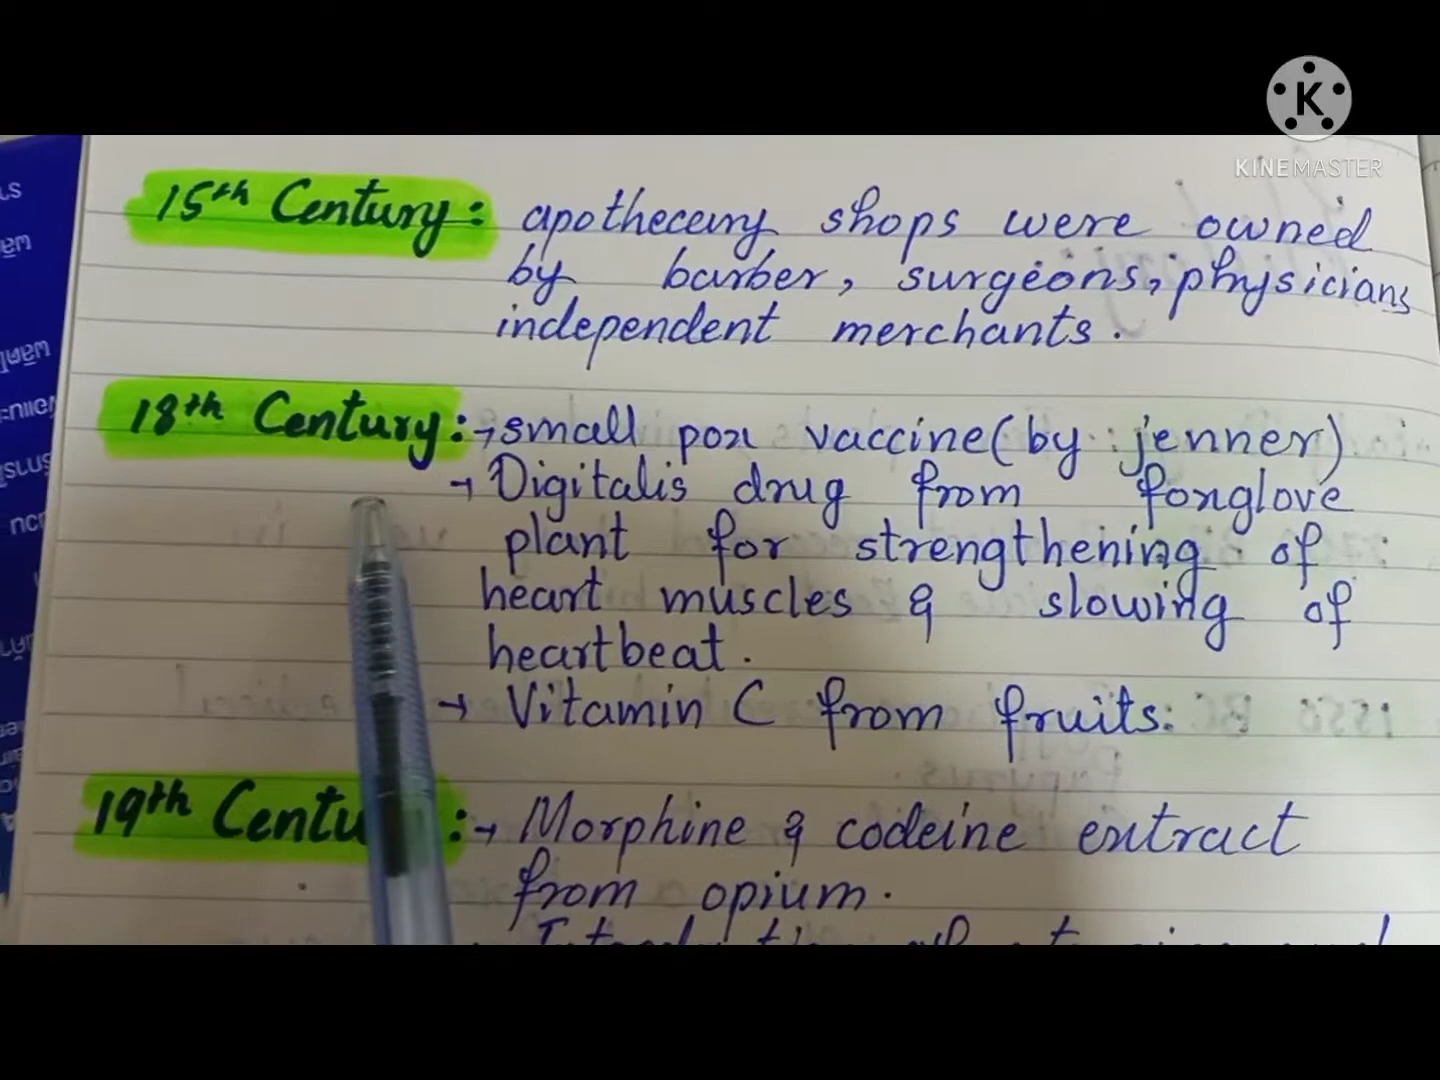 KINEMASTER
15th Century: apothecary shops were owned
by barber, surgeons, physicians
independent merchants.
18th Century:→small pox vaccine(by jenner)
→Digitalis drug from foxglove
plant for strengthening of
heart muscles & slowing of
heartbeat.
→ Vitamin C from fruits.
19th Centu :→ Morphine & codeine extract
from opium.